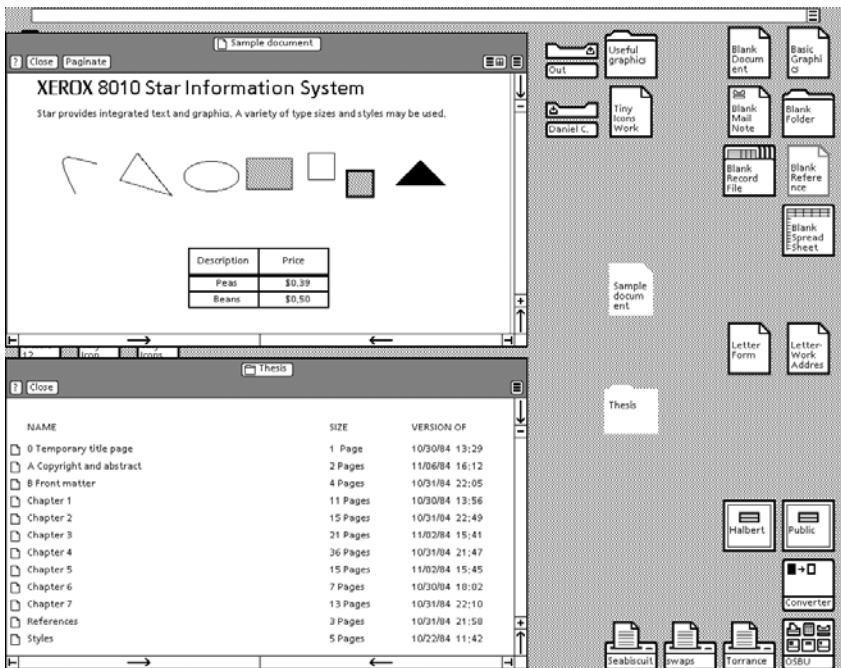 Sample document
? Close Paginate
XEROX 8010 Star Information System
Star provides integrated text and graphics. A variety of type sizes and styles may be used.
Description Price
Peas $0.39
Beans $0.50
12 Icon Icons
Thesis
? Close
NAME SIZE VERSION OF
0 Temporary title page 1 Page 10/30/84 13:29
A Copyright and abstract 2 Pages 11/06/84 16:12
B Front matter 4 Pages 10/31/84 22:05
Chapter 1 11 Pages 10/30/84 13:56
Chapter 2 15 Pages 10/31/84 22:49
Chapter 3 21 Pages 11/02/84 15:41
Chapter 4 36 Pages 10/31/84 21:47
Chapter 5 15 Pages 11/02/84 15:45
Chapter 6 7 Pages 10/30/84 18:02
Chapter 7 13 Pages 10/31/84 22:10
References 3 Pages 10/31/84 21:58
Styles 5 Pages 10/22/84 11:42
Out
Useful
graphics
Blank
Docum
ent
Basic
Graphi
cs
Daniel C.
Tiny
Icons
Work
Blank
Mail
Note
Blank
Folder
Blank
Record
File
Blank
Refere
nce
Blank
Spread
Sheet
Sample
docum
ent
Letter
Form
Letter-
Work
Addres
Thesis
Halbert
Public
Converter
Seabiscuit
swaps
Torrance
OSBU